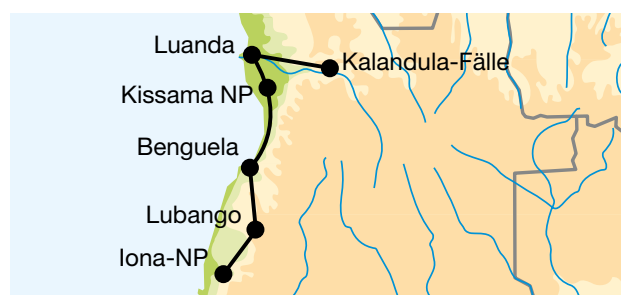 Luanda
Kalandula-Fälle
Kissama NP
Benguela
Lubango
Iona-NP